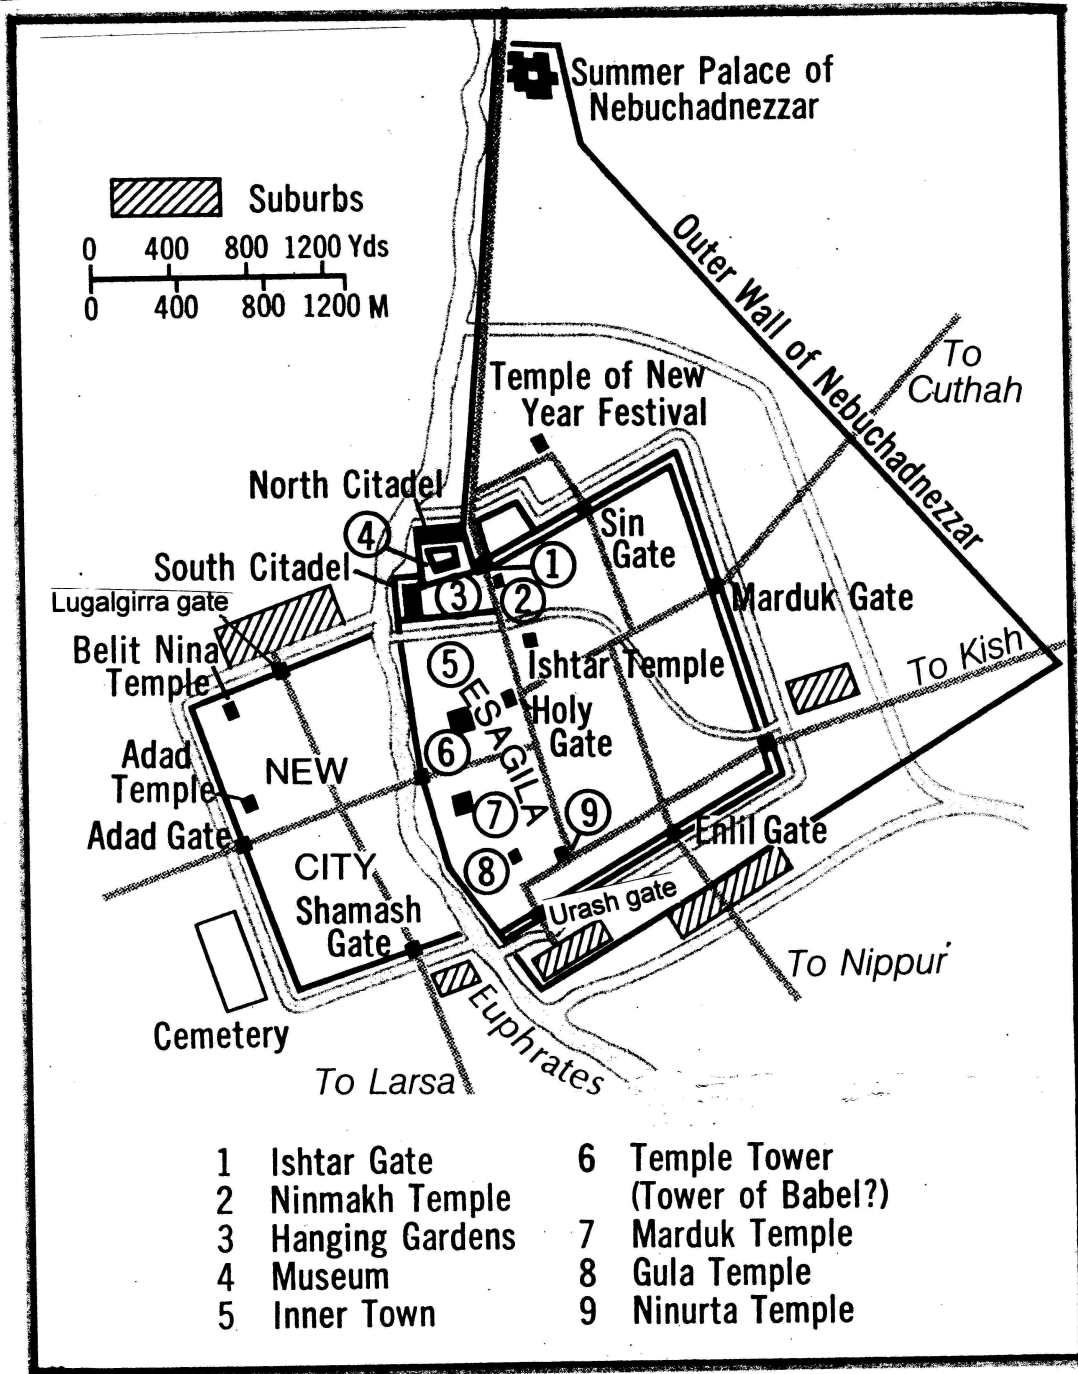 Summer Palace of
Nebuchadnezzar
Suburbs
0 400 800 1200 Yds
0 400 800 1200 M
Outer Wall of Nebuchadnezzar
To
Cuthah
Temple of New
Year Festival
North Citadel
4
Sin
Gate
South Citadel
1
3
2
Lugalgirra gate
Marduk Gate
Belit Nina
Temple
5
Ishtar Temple
To Kish
ESAGILA
Holy
Gate
6
Adad
Temple
NEW
7
9
Adad Gate
Enlil Gate
CITY
8
Urash gate
Shamash
Gate
To Nippur
Cemetery
Euphrates
To Larsa
1 Ishtar Gate
2 Ninmakh Temple
3 Hanging Gardens
4 Museum
5 Inner Town
6 Temple Tower
(Tower of Babel?)
7 Marduk Temple
8 Gula Temple
9 Ninurta Temple